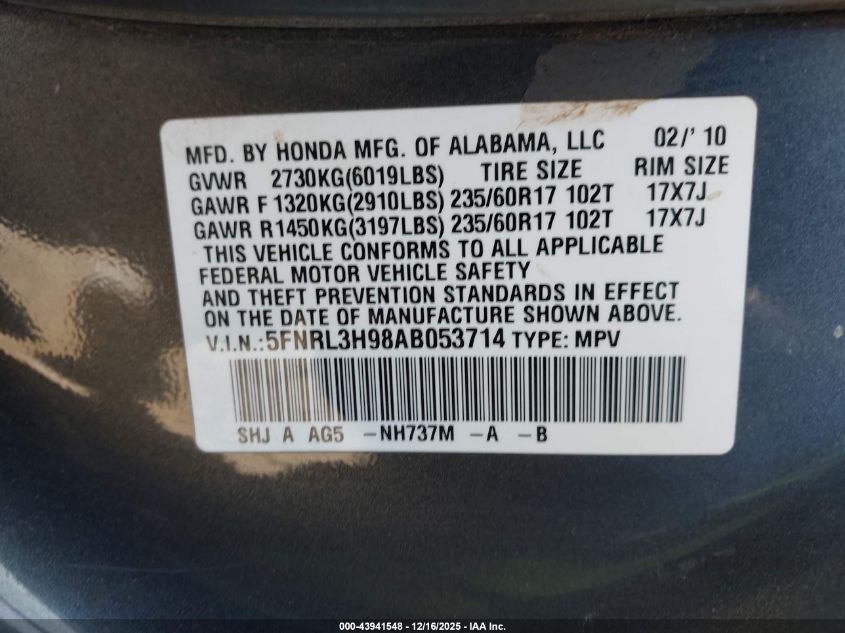 MFD. BY HONDA MFG. OF ALABAMA, LLC 02/' 10
GVWR 2730KG(6019LBS) TIRE SIZE RIM SIZE
GAWR F 1320KG(2910LBS) 235/60R17 102T 17X7J
GAWR R1450KG(3197LBS) 235/60R17 102T 17X7J
THIS VEHICLE CONFORMS TO ALL APPLICABLE
FEDERAL MOTOR VEHICLE SAFETY
AND THEFT PREVENTION STANDARDS IN EFFECT
ON THE DATE OF MANUFACTURE SHOWN ABOVE.
V.I.N.:5FNRL3H98AB053714 TYPE: MPV
SHJ A AG5 -NH737M -A -B
000-43941548 - 12/16/2025 - IAA Inc.